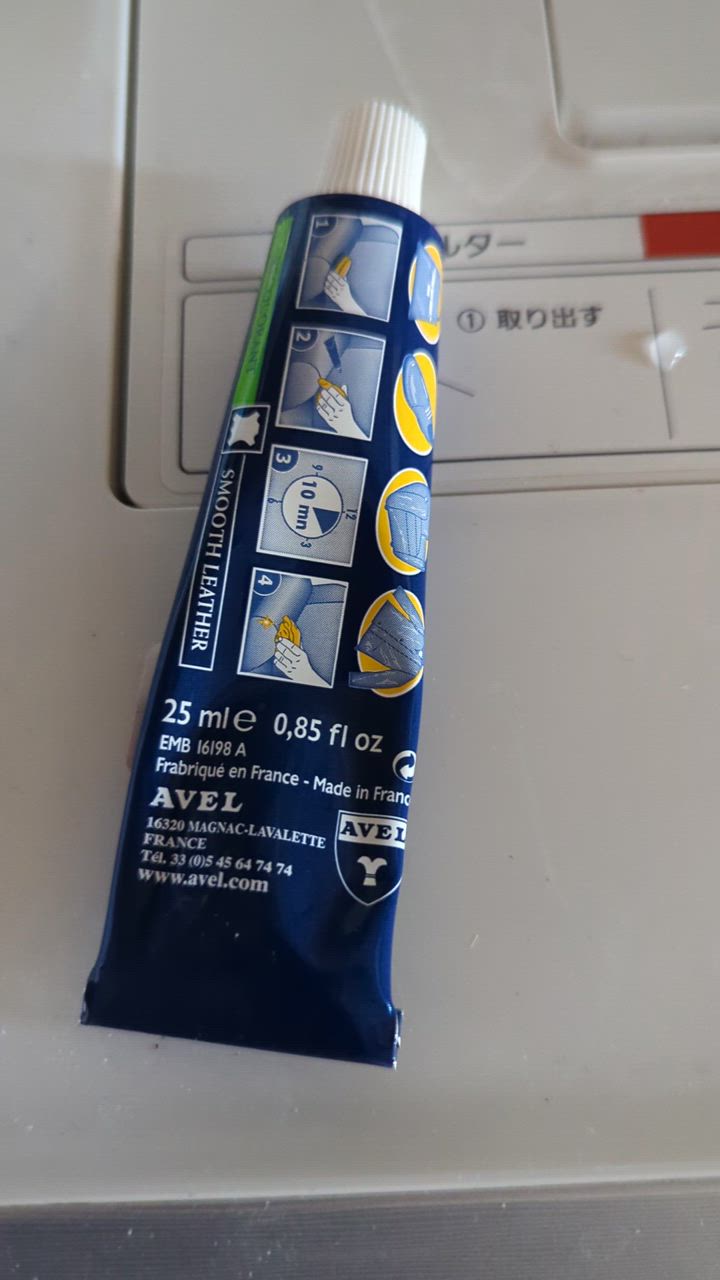 ルター
① 取り出す
1
2
3
9
12
6
3
10 mn
4
SMOOTH LEATHER
25 ml℮ 0,85 fl oz
EMB 16198 A
Frabriqué en France - Made in Franc
AVEL
16320 MAGNAC-LAVALETTE
FRANCE
Tél. 33 (0)5 45 64 74 74
www.avel.com
AVEL